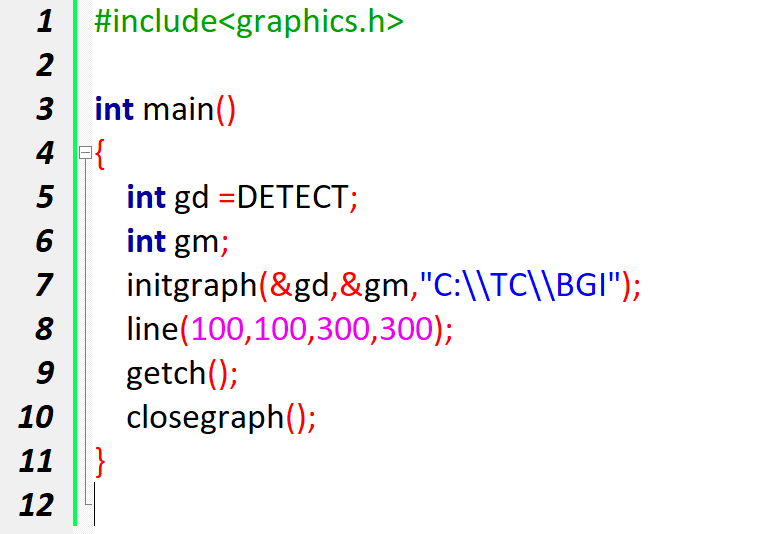 1 #include<graphics.h>
2
3 int main()
4 {
5 int gd =DETECT;
6 int gm;
7 initgraph(&gd,&gm,"C:\\TC\\BGI");
8 line(100,100,300,300);
9 getch();
10 closegraph();
11 }
12